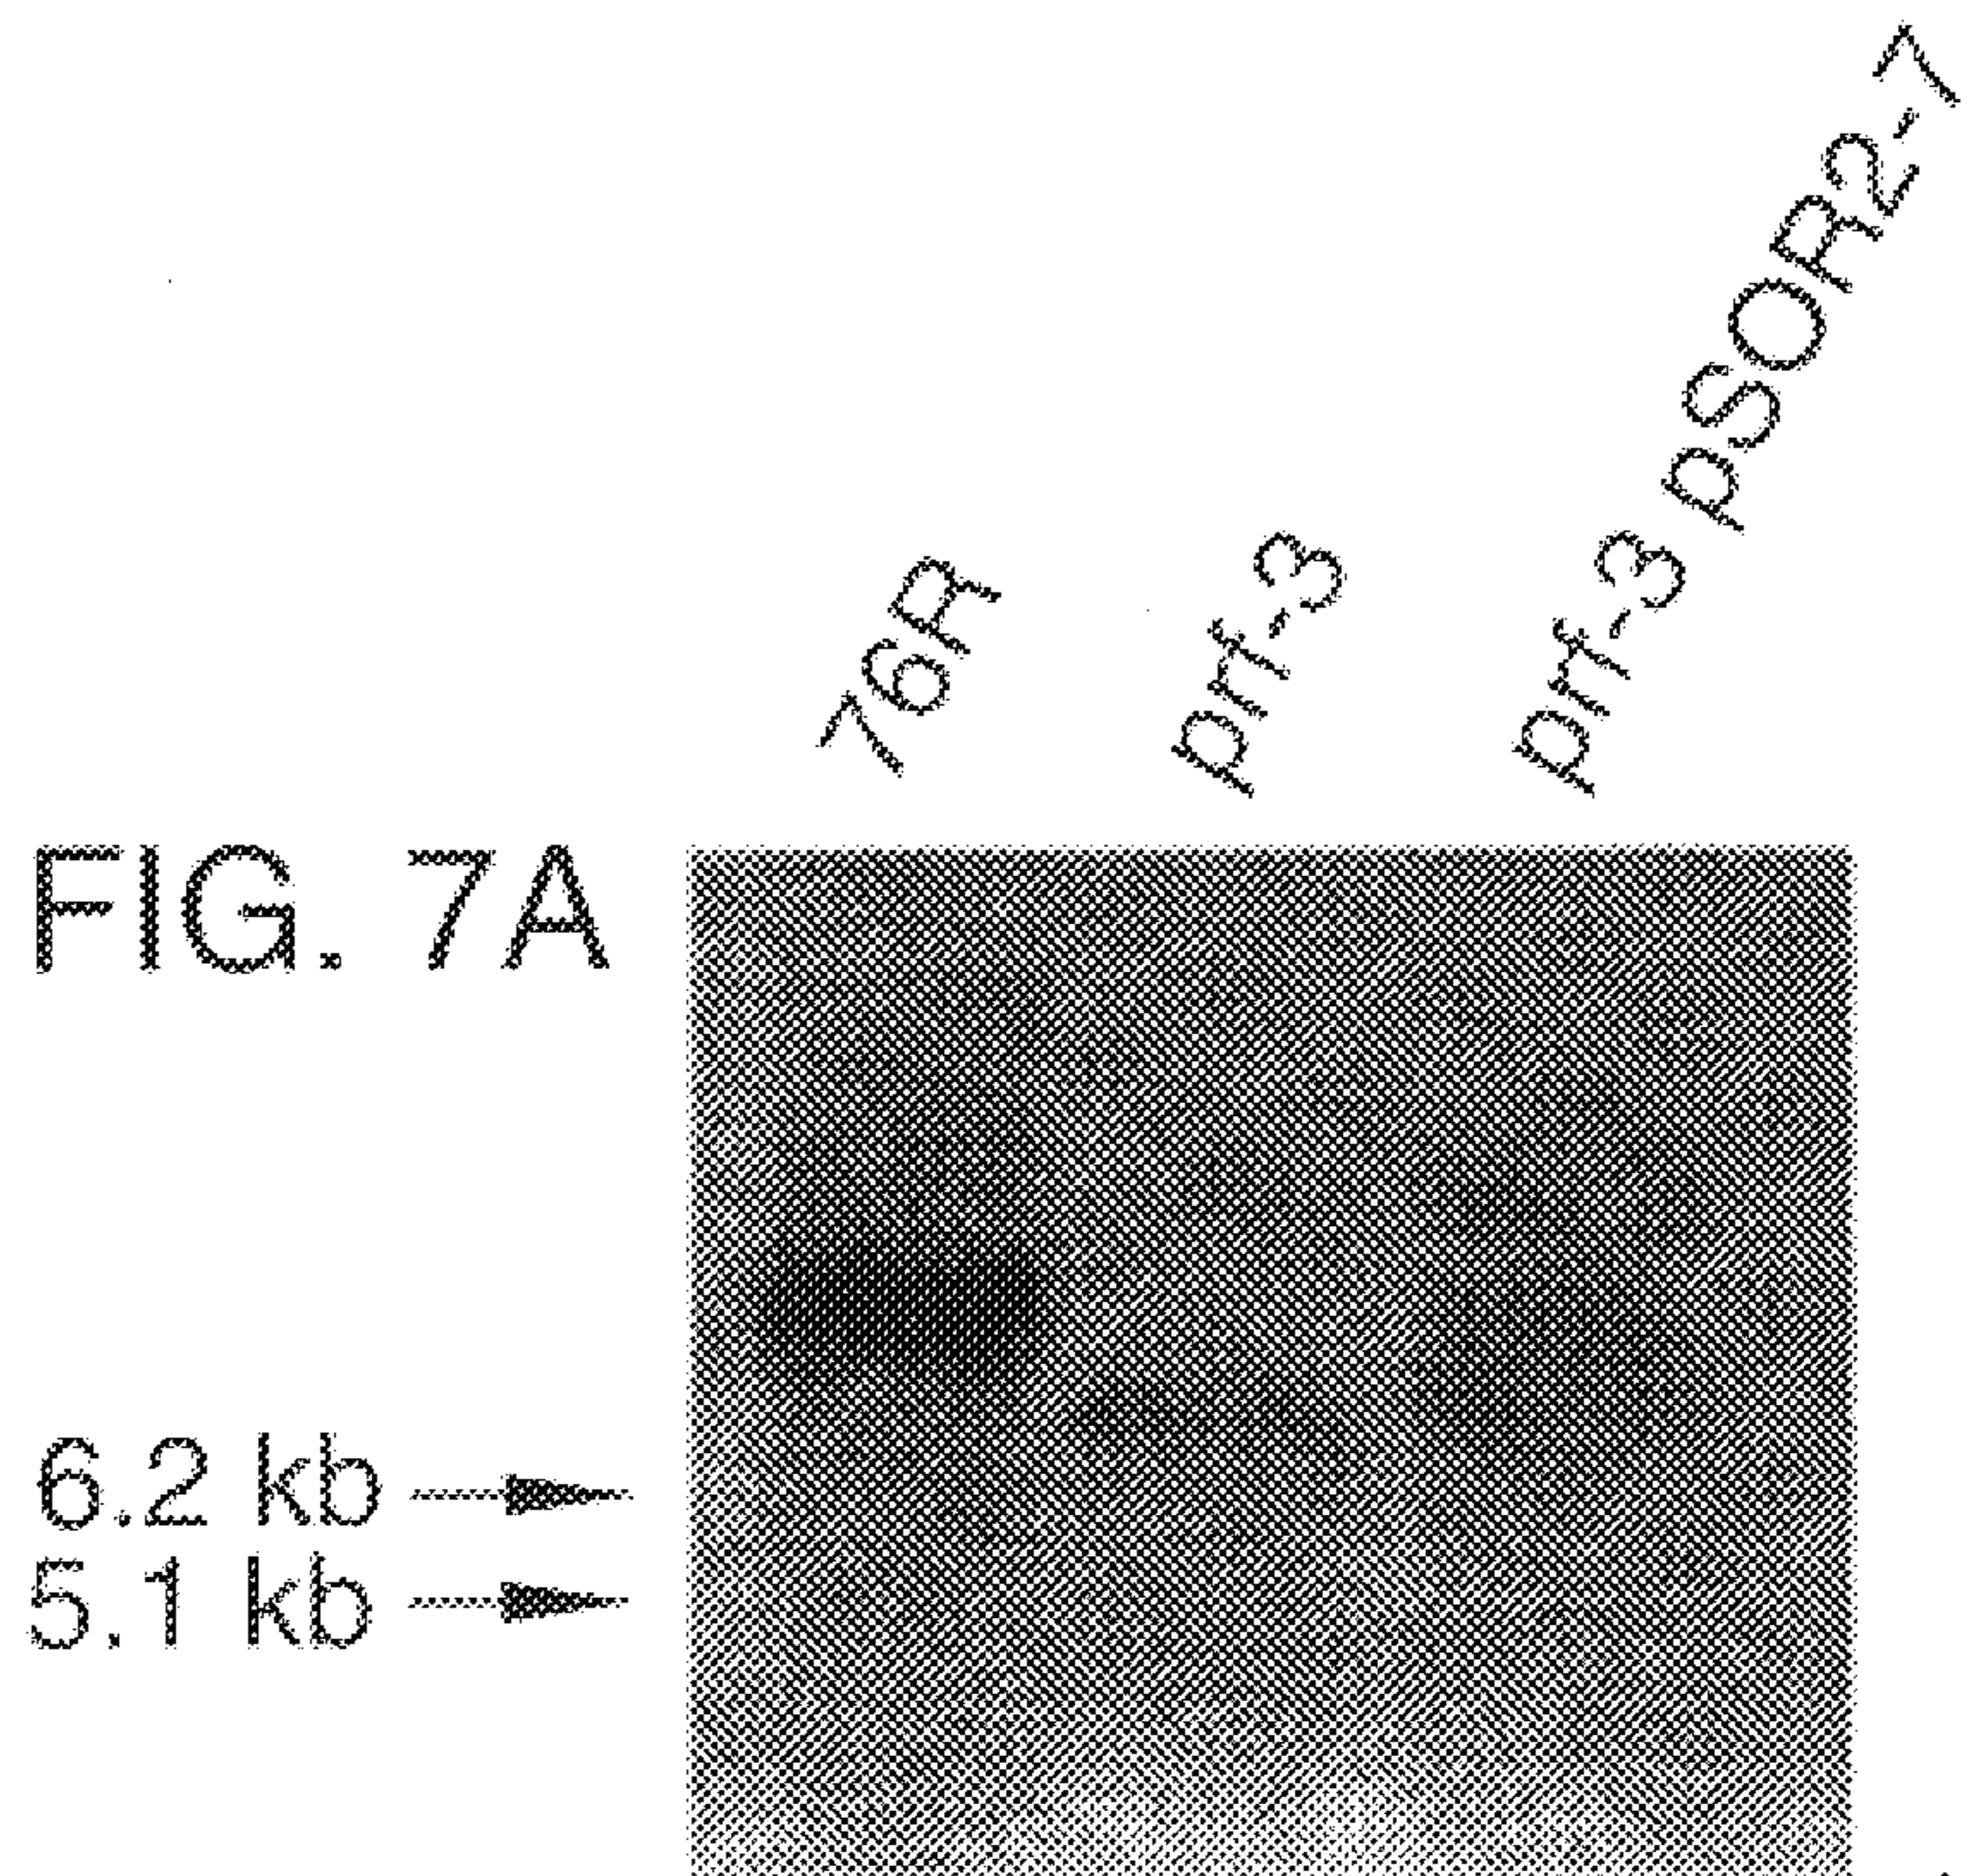 76R
prf-3
prf-3 pSOR2-7
FIG. 7A
6.2 kb
5.1 kb